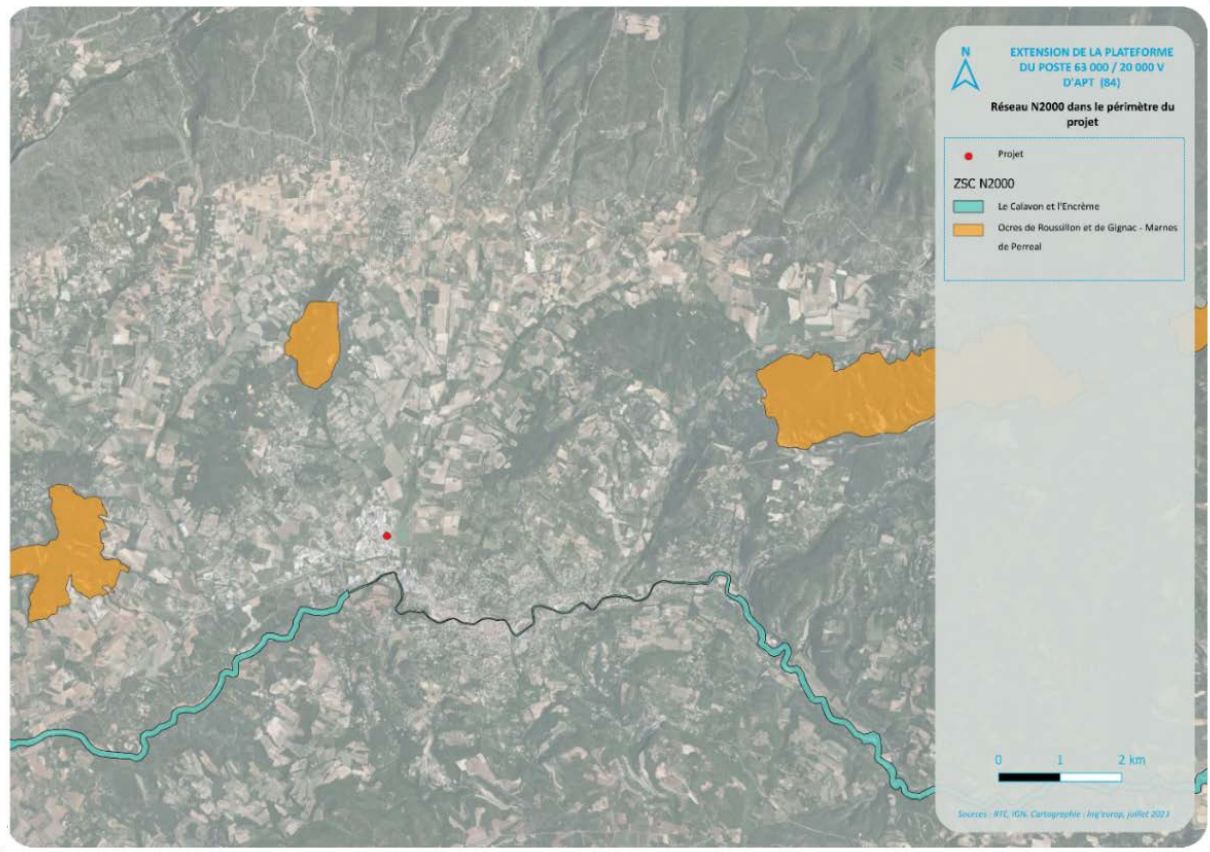 N
EXTENSION DE LA PLATEFORME
DU POSTE 63 000 / 20 000 V
D'APT (84)
Réseau N2000 dans le périmètre du
projet
Projet
ZSC N2000
Le Calavon et l'Encrème
Ocres de Roussillon et de Gignac - Marnes
de Perreal
0 1 2 km
Sources : RTE, IGN. Cartographie : Ing'europ, juillet 2023